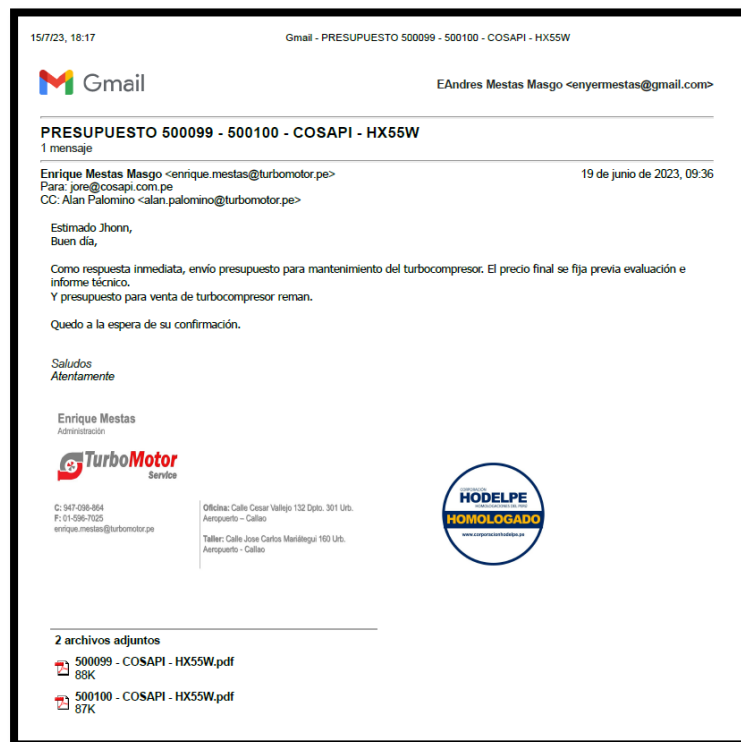 15/7/23, 18:17 Gmail - PRESUPUESTO 500099 - 500100 - COSAPI - HX55W
Gmail EAndres Mestas Masgo <enyermestas@gmail.com>
PRESUPUESTO 500099 - 500100 - COSAPI - HX55W
1 mensaje
Enrique Mestas Masgo <enrique.mestas@turbomotor.pe> 19 de junio de 2023, 09:36
Para: jore@cosapi.com.pe
CC: Alan Palomino <alan.palomino@turbomotor.pe>
Estimado Jhonn,
Buen día,
Como respuesta inmediata, envío presupuesto para mantenimiento del turbocompresor. El precio final se fija previa evaluación e
informe técnico.
Y presupuesto para venta de turbocompresor reman.
Quedo a la espera de su confirmación.
Saludos
Atentamente
Enrique Mestas
Administración
TurboMotor
Service
C: 947-098-864
F: 01-596-7025
enrique.mestas@turbomotor.pe
Oficina: Calle Cesar Vallejo 132 Dpto. 301 Urb.
Aeropuerto – Callao
Taller: Calle Jose Carlos Mariátegui 160 Urb.
Aeropuerto - Callao
CORPORACIÓN
HODELPE
HOMOLOGACIONES DEL PERÚ
HOMOLOGADO
www.corporacionhodelpe.pe
2 archivos adjuntos
500099 - COSAPI - HX55W.pdf
88K
500100 - COSAPI - HX55W.pdf
87K